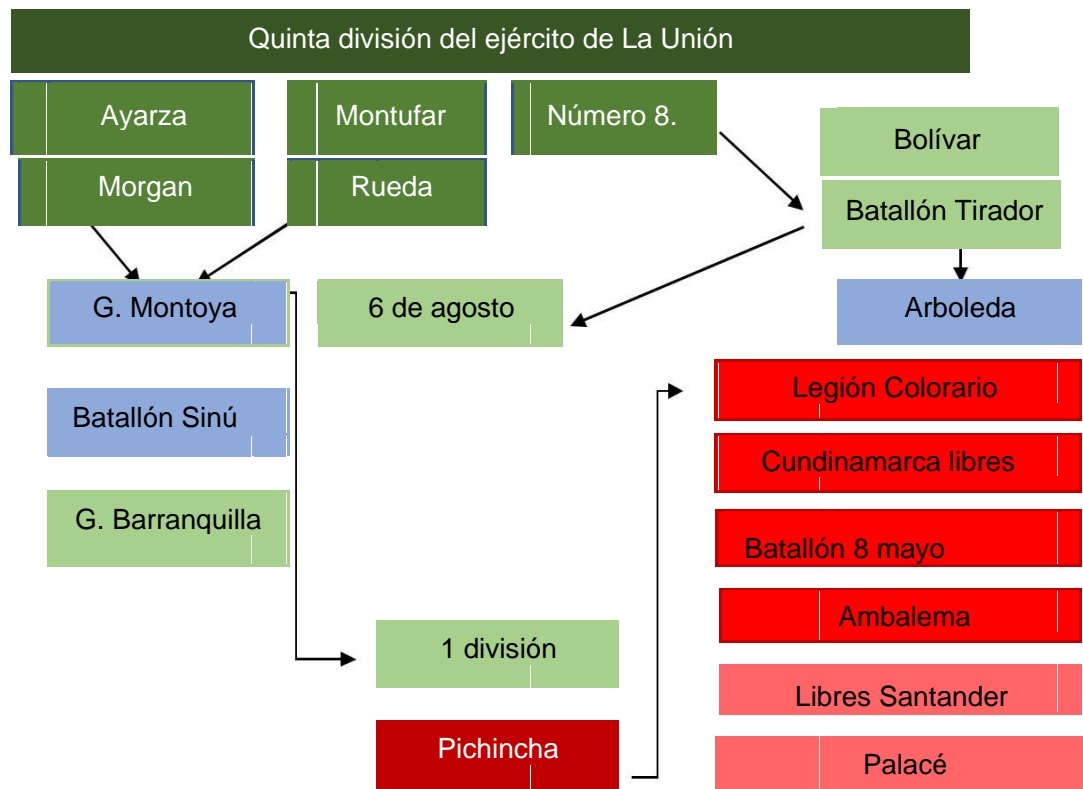 Quinta división del ejército de La Unión
Ayarza
Montufar
Número 8.
Bolívar
Morgan
Rueda
Batallón Tirador
G. Montoya
6 de agosto
Arboleda
Legión Colorario
Batallón Sinú
Cundinamarca libres
G. Barranquilla
Batallón 8 mayo
Ambalema
1 división
Libres Santander
Pichincha
Palacé